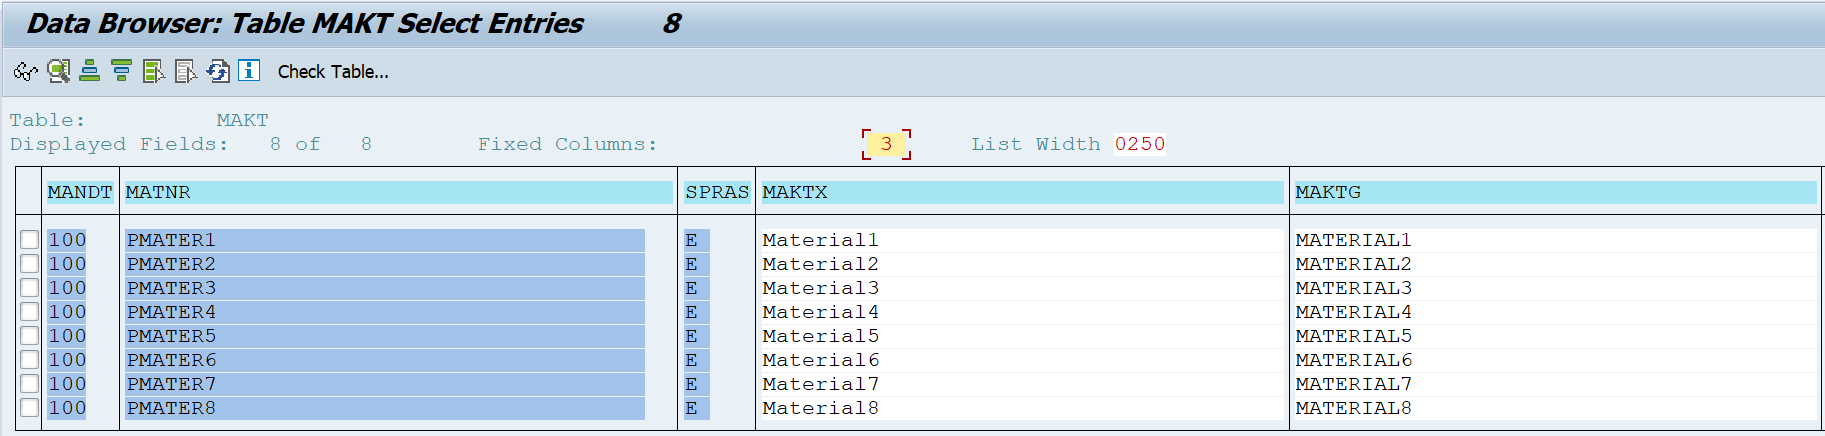 Data Browser: Table MAKT Select Entries 8
Check Table...
Table: MAKT
Displayed Fields: 8 of 8 Fixed Columns: 3 List Width 0250
MANDT MATNR SPRAS MAKTX MAKTG
100 PMATER1 E Material1 MATERIAL1
100 PMATER2 E Material2 MATERIAL2
100 PMATER3 E Material3 MATERIAL3
100 PMATER4 E Material4 MATERIAL4
100 PMATER5 E Material5 MATERIAL5
100 PMATER6 E Material6 MATERIAL6
100 PMATER7 E Material7 MATERIAL7
100 PMATER8 E Material8 MATERIAL8